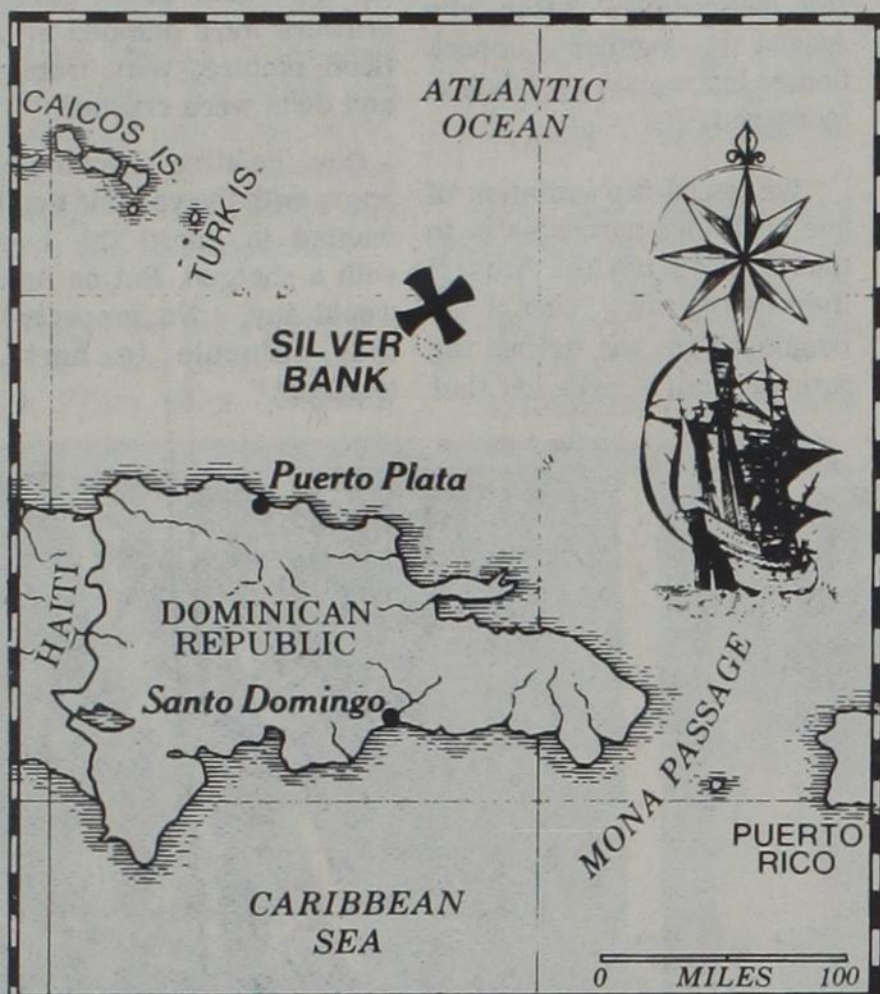 CAICOS IS.
TURK IS.
ATLANTIC
OCEAN
SILVER
BANK
Puerto Plata
HAITI
DOMINICAN
REPUBLIC
Santo Domingo
MONA PASSAGE
PUERTO
RICO
CARIBBEAN
SEA
0 MILES 100